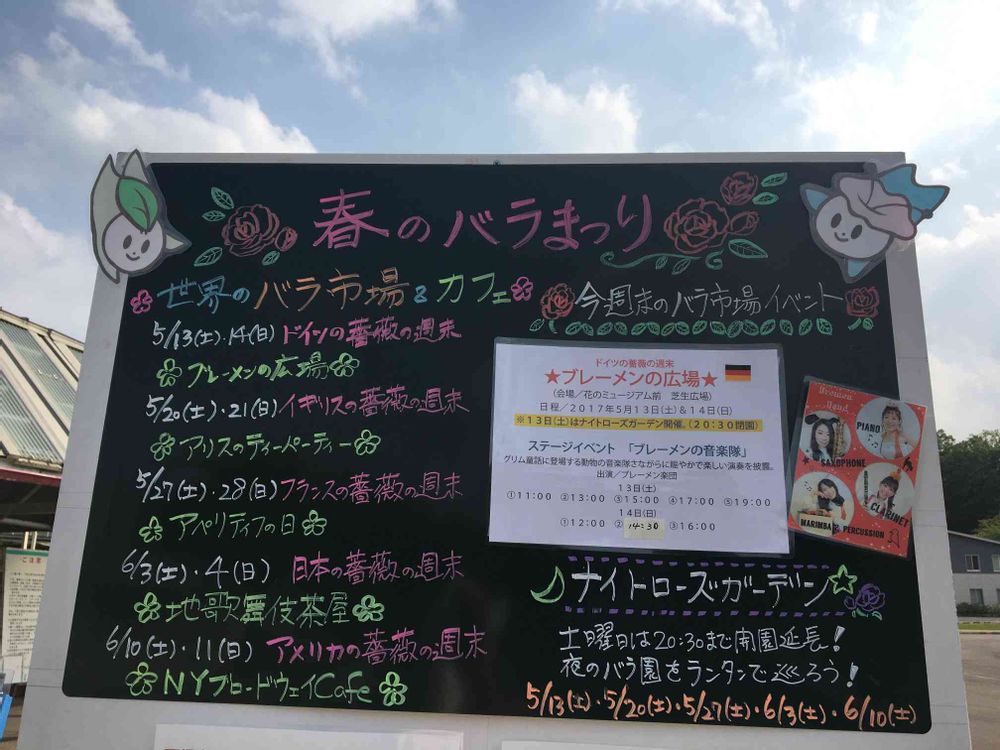 春のバラまつり
世界のバラ市場&カフェ
5/13(土)・14(日)ドイツの薔薇の週末
ブレーメンの広場
5/20(土)・21(日)イギリスの薔薇の週末
アリスのティーパーティー
5/27(土)・28(日)フランスの薔薇の週末
アペリティフの日
6/3(土)・4(日) 日本の薔薇の週末
地歌舞伎茶屋
6/10(土)・11(日) アメリカの薔薇の週末
NYブロードウェイCafe
今週末のバラ市場イベント
ドイツの薔薇の週末
★ブレーメンの広場★
(会場/花のミュージアム前 芝生広場)
日程/2017年5月13日(土)&14日(日)
※13日(土)はナイトローズガーデン開催。(20:30閉園)
ステージイベント 「ブレーメンの音楽隊」
グリム童話に登場する動物の音楽隊さながらに賑やかで楽しい演奏を披露。
出演/ブレーメン楽団
13日(土)
①11:00 ②13:00 ③15:00 ④17:00 ⑤19:00
14日(日)
①12:00 ② 14:30 ③16:00
PIANO
SAXOPHONE
CLARINET
MARIMBA & PERCUSSION
ナイトローズガーデン
土曜日は20:30まで開園延長!
夜のバラ園をランタンで巡ろう!
5/13(土)・5/20(土)・5/27(土)・6/3(土)・6/10(土)